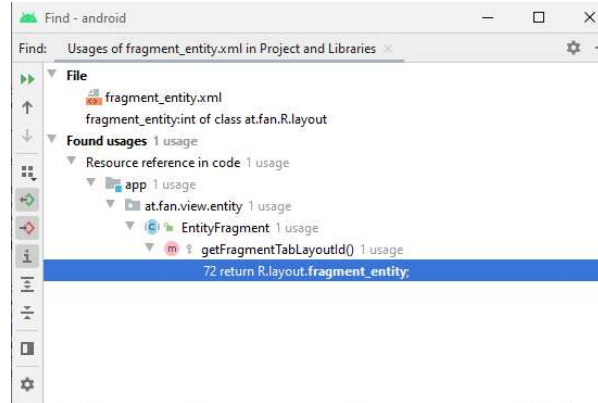 Find - android
Find: Usages of fragment_entity.xml in Project and Libraries
File
fragment_entity.xml
fragment_entity:int of class at.fan.R.layout
Found usages 1 usage
Resource reference in code 1 usage
app 1 usage
at.fan.view.entity 1 usage
EntityFragment 1 usage
getFragmentTabLayoutId() 1 usage
72 return R.layout.fragment_entity;